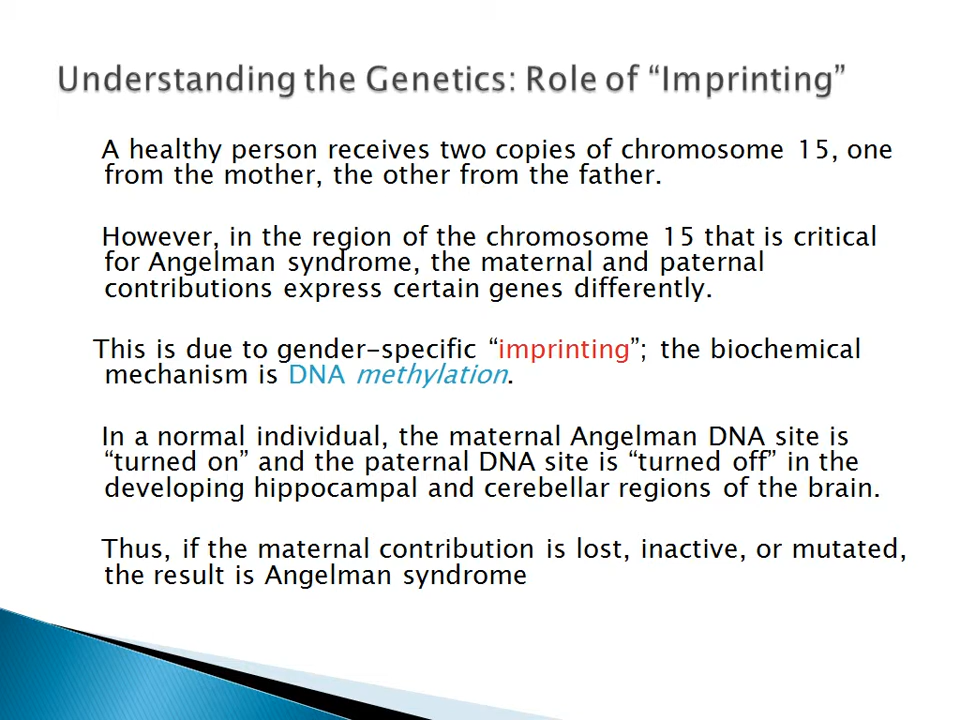 Understanding the Genetics: Role of “Imprinting”
A healthy person receives two copies of chromosome 15, one
from the mother, the other from the father.
However, in the region of the chromosome 15 that is critical
for Angelman syndrome, the maternal and paternal
contributions express certain genes differently.
This is due to gender-specific “imprinting”; the biochemical
mechanism is DNA methylation.
In a normal individual, the maternal Angelman DNA site is
“turned on” and the paternal DNA site is “turned off” in the
developing hippocampal and cerebellar regions of the brain.
Thus, if the maternal contribution is lost, inactive, or mutated,
the result is Angelman syndrome